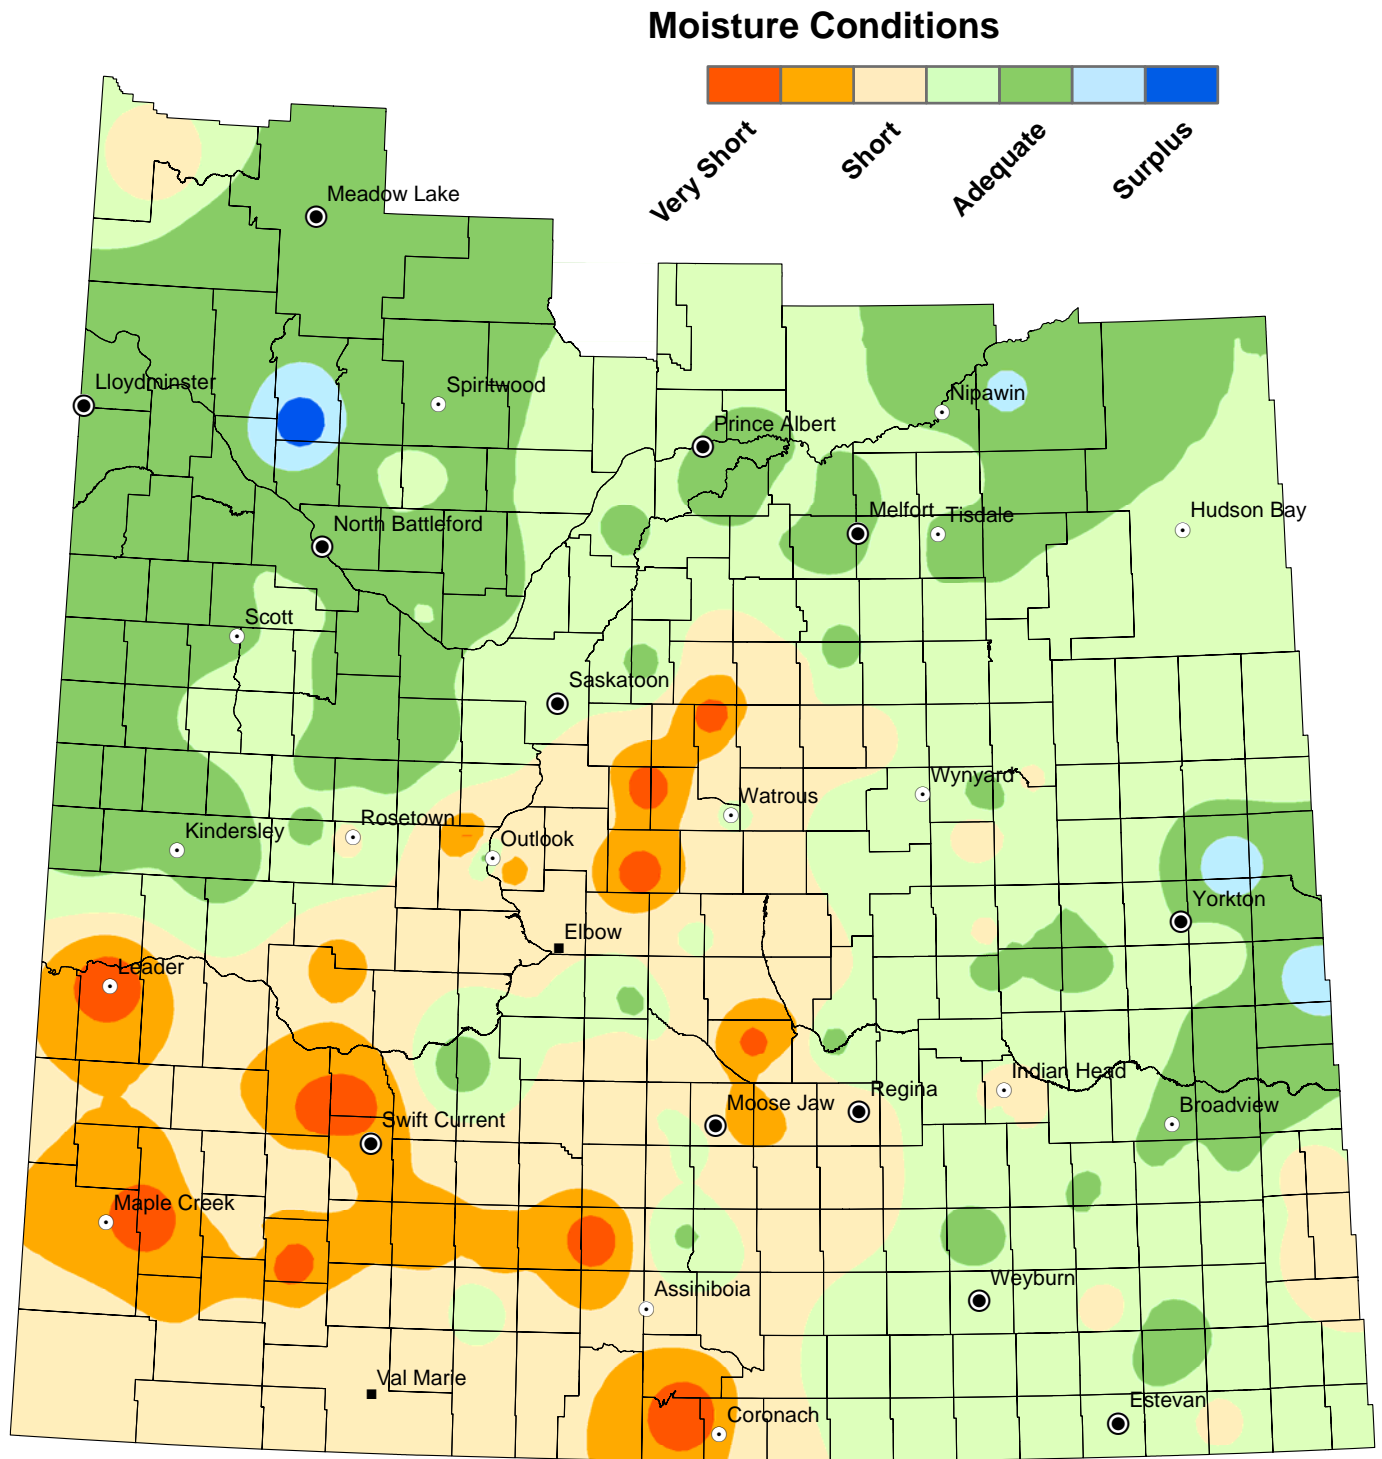 Moisture Conditions
Very Short
Short
Adequate
Surplus
Meadow Lake
Lloydminster
Spiritwood
Nipawin
Prince Albert
Melfort
Tisdale
Hudson Bay
North Battleford
Scott
Saskatoon
Wynyard
Watrous
Rosetown
Kindersley
Outlook
Yorkton
Elbow
Leader
Indian Head
Regina
Moose Jaw
Broadview
Swift Current
Maple Creek
Weyburn
Assiniboia
Val Marie
Estevan
Coronach